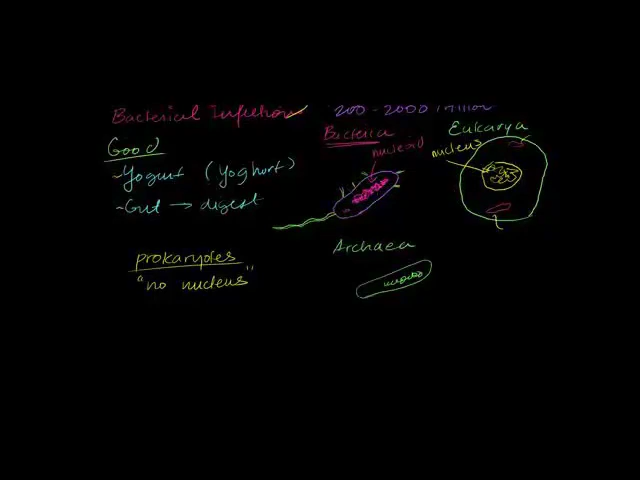 Bacterial Infection 200-2000 trillion
Good
Bacteria
Eukarya
nucleoid
nucleus
~Yogurt (Yoghurt)
~Gut → digest
Archaea
prokaryotes
"no nucleus"